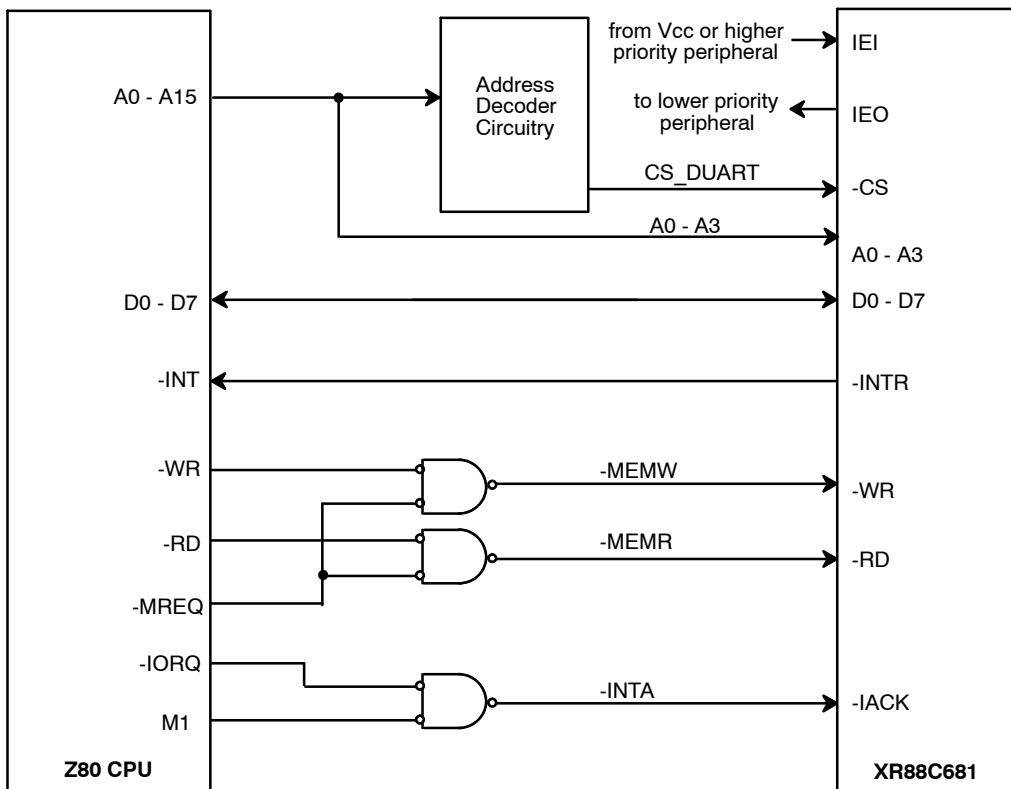 from Vcc or higher
priority peripheral
IEI
A0 - A15
Address
Decoder
Circuitry
to lower priority
peripheral
IEO
CS_DUART
-CS
A0 - A3
A0 - A3
D0 - D7
D0 - D7
-INT
-INTR
-WR
-MEMW
-WR
-RD
-MEMR
-RD
-MREQ
-IORQ
-INTA
-IACK
M1
Z80 CPU
XR88C681